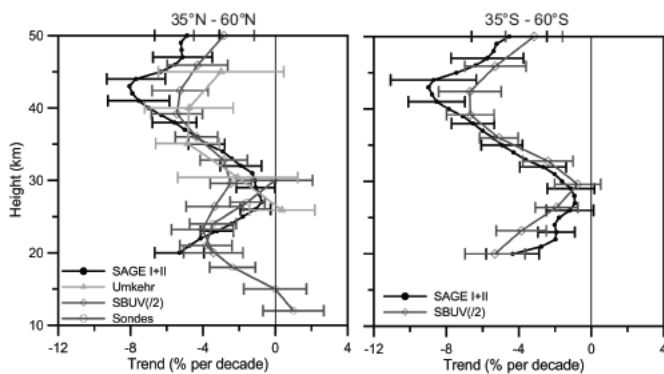 35°N - 60°N
35°S - 60°S
50
40
30
20
10
Height (km)
SAGE I+II
Umkehr
SBUV(/2)
Sondes
SAGE I+II
SBUV(/2)
-12 -8 -4 0 4
-12 -8 -4 0 4
Trend (% per decade)
Trend (% per decade)